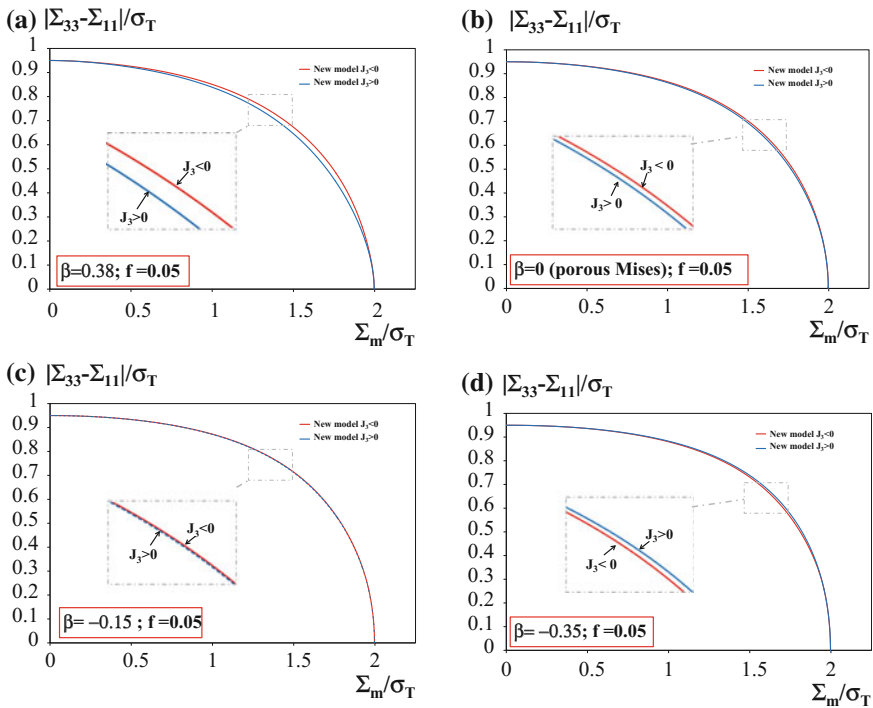 (a) |Σ33-Σ11|/σT
1
0.9
0.8
0.7
0.6
0.5
0.4
0.3
0.2
0.1
0
New model J3<0
New model J3>0
J3<0
J3>0
β=0.38; f =0.05
0 0.5 1 1.5 2
Σm/σT
(b) |Σ33-Σ11|/σT
1
0.9
0.8
0.7
0.6
0.5
0.4
0.3
0.2
0.1
0
New model J3<0
New model J3>0
J3< 0
J3> 0
β=0 (porous Mises); f =0.05
0 0.5 1 1.5 2
Σm/σT
(c) |Σ33-Σ11|/σT
1
0.9
0.8
0.7
0.6
0.5
0.4
0.3
0.2
0.1
0
New model J3<0
New model J3>0
J3<0
J3>0
β= –0.15 ; f =0.05
0 0.5 1 1.5 2
Σm/σT
(d) |Σ33-Σ11|/σT
1
0.9
0.8
0.7
0.6
0.5
0.4
0.3
0.2
0.1
0
New model J3<0
New model J3>0
J3>0
J3< 0
β= –0.35; f =0.05
0 0.5 1 1.5 2
Σm/σT